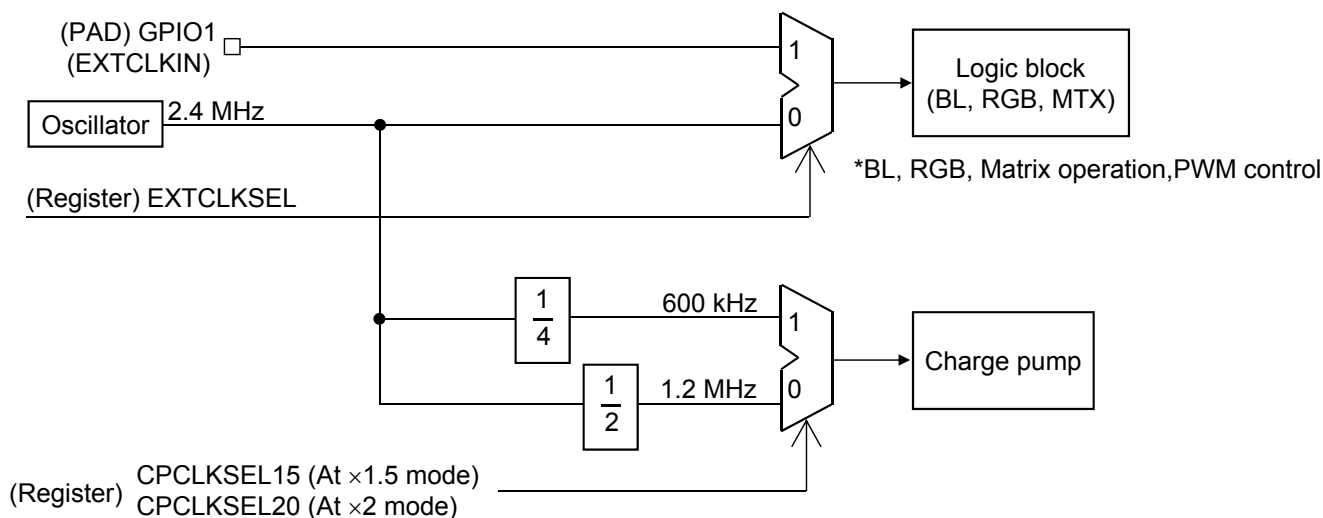 (PAD) GPIO1
(EXTCLKIN)
1
Logic block
(BL, RGB, MTX)
Oscillator
2.4 MHz
0
*BL, RGB, Matrix operation,PWM control
(Register) EXTCLKSEL
1
4
600 kHz
1
Charge pump
1
2
1.2 MHz
0
(Register)
CPCLKSEL15 (At ×1.5 mode)
CPCLKSEL20 (At ×2 mode)